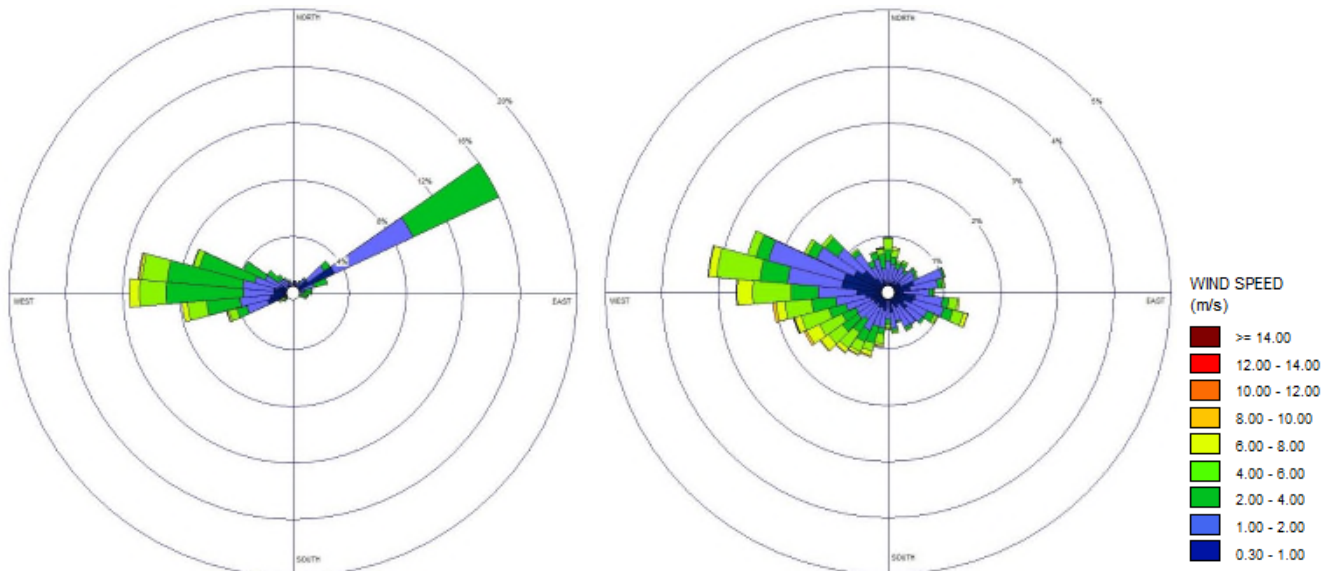 NORTH
20%
16%
12%
8%
4%
WEST
EAST
SOUTH
NORTH
5%
4%
3%
2%
1%
WEST
EAST
SOUTH
WIND SPEED
(m/s)
>= 14.00
12.00 - 14.00
10.00 - 12.00
8.00 - 10.00
6.00 - 8.00
4.00 - 6.00
2.00 - 4.00
1.00 - 2.00
0.30 - 1.00